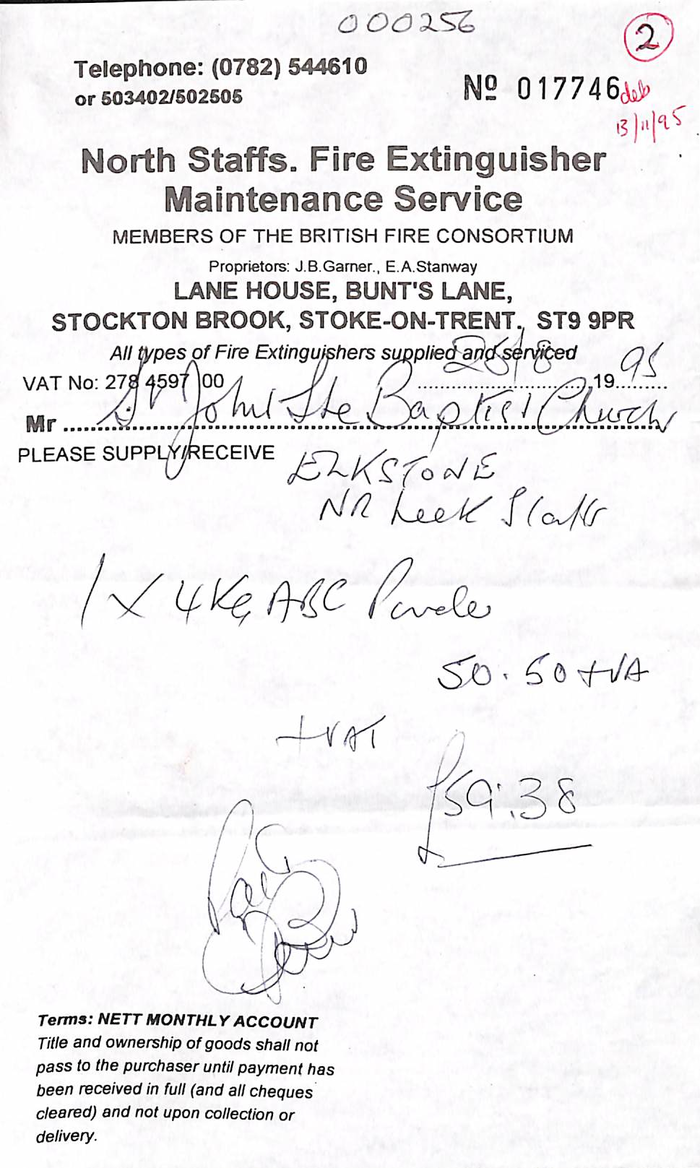 000256
2
Telephone: (0782) 544610
or 503402/502505
Nº 017746
13/11/95
North Staffs. Fire Extinguisher
Maintenance Service
MEMBERS OF THE BRITISH FIRE CONSORTIUM
Proprietors: J.B.Garner., E.A.Stanway
LANE HOUSE, BUNT'S LANE,
STOCKTON BROOK, STOKE-ON-TRENT, ST9 9PR
All types of Fire Extinguishers supplied and serviced
VAT No: 278 4597 00 25/8 1995
Mr St John The Baptist Church
PLEASE SUPPLY/RECEIVE ELKSTONE
NR Leek Staffs
1 X 4KG ABC Powder
50.50 + VA
+ VAT
£59:38
Paid
Terms: NETT MONTHLY ACCOUNT
Title and ownership of goods shall not
pass to the purchaser until payment has
been received in full (and all cheques
cleared) and not upon collection or
delivery.